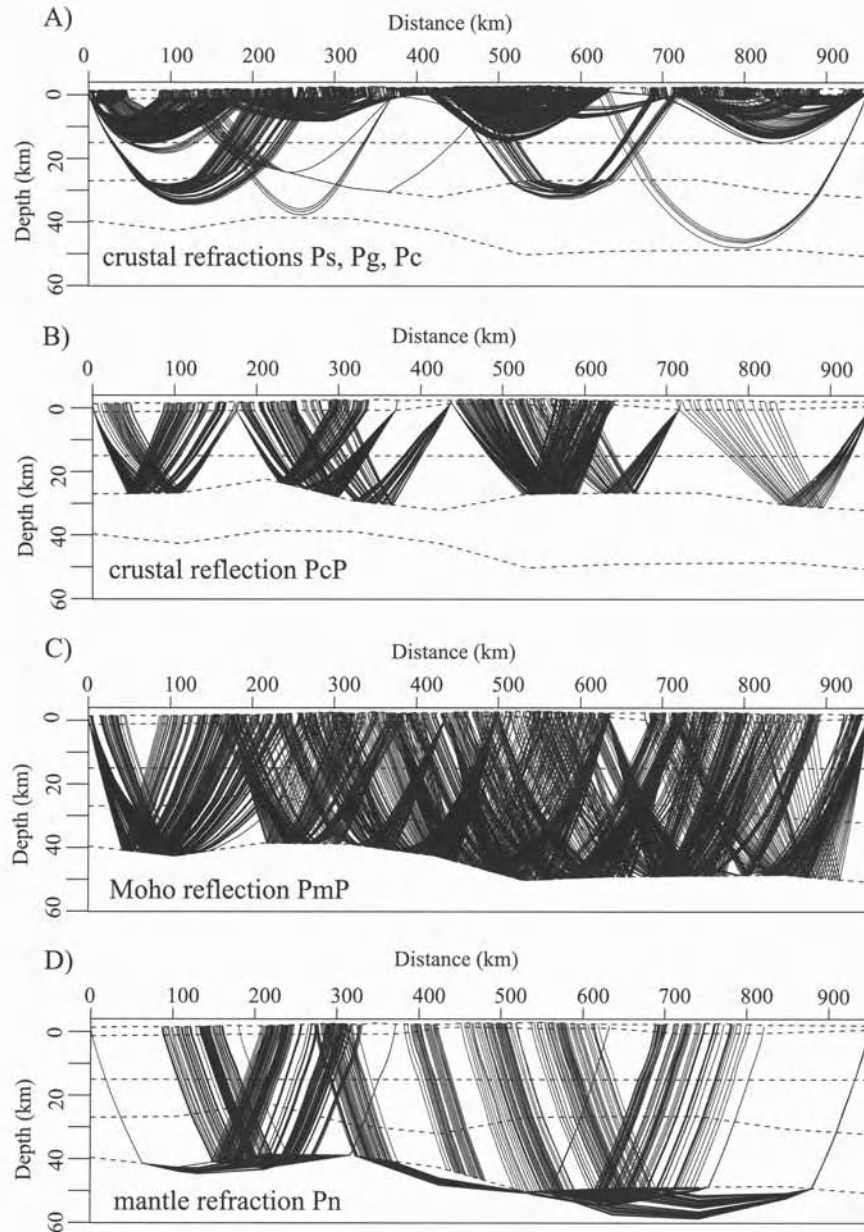 A)
Distance (km)
0 100 200 300 400 500 600 700 800 900
Depth (km)
0
20
40
60
crustal refractions Ps, Pg, Pc
B)
Distance (km)
0 100 200 300 400 500 600 700 800 900
Depth (km)
0
20
40
60
crustal reflection PcP
C)
Distance (km)
0 100 200 300 400 500 600 700 800 900
Depth (km)
0
20
40
60
Moho reflection PmP
D)
Distance (km)
0 100 200 300 400 500 600 700 800 900
Depth (km)
0
20
40
60
mantle refraction Pn